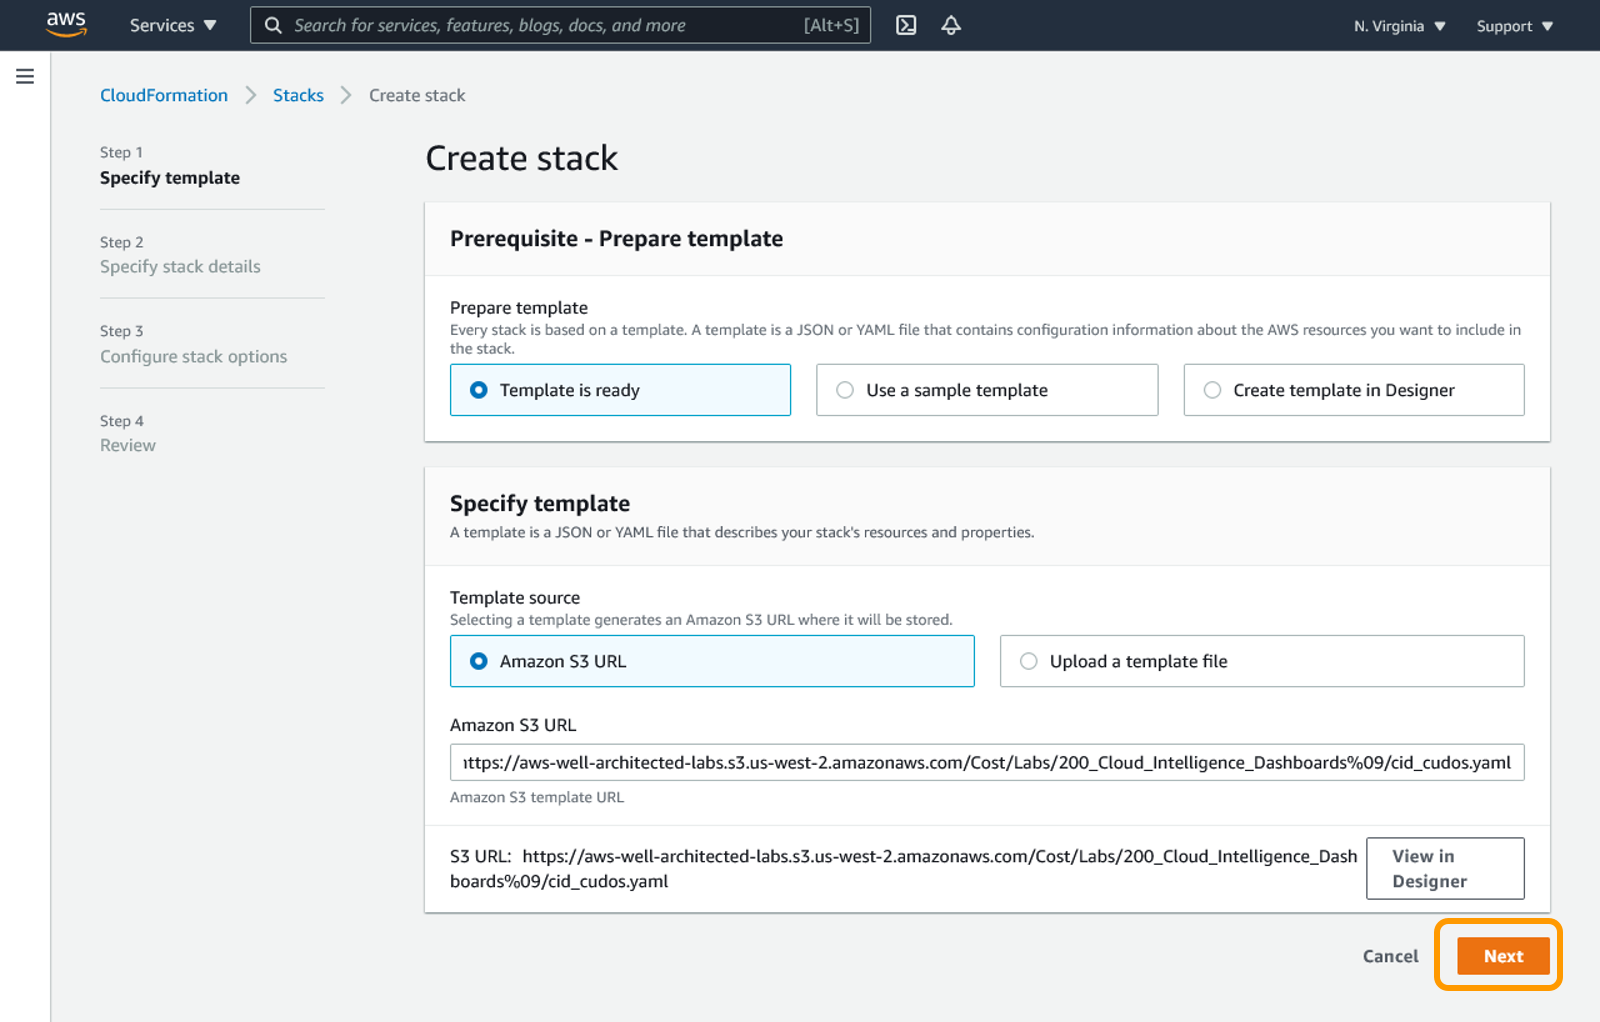 aws Services Search for services, features, blogs, docs, and more [Alt+S] N. Virginia Support
CloudFormation Stacks Create stack
Step 1
Specify template
Step 2
Specify stack details
Step 3
Configure stack options
Step 4
Review
Create stack
Prerequisite - Prepare template
Prepare template
Every stack is based on a template. A template is a JSON or YAML file that contains configuration information about the AWS resources you want to include in
the stack.
Template is ready Use a sample template Create template in Designer
Specify template
A template is a JSON or YAML file that describes your stack's resources and properties.
Template source
Selecting a template generates an Amazon S3 URL where it will be stored.
Amazon S3 URL Upload a template file
Amazon S3 URL
https://aws-well-architected-labs.s3.us-west-2.amazonaws.com/Cost/Labs/200_Cloud_Intelligence_Dashboards%09/cid_cudos.yaml
Amazon S3 template URL
S3 URL: https://aws-well-architected-labs.s3.us-west-2.amazonaws.com/Cost/Labs/200_Cloud_Intelligence_Dash
boards%09/cid_cudos.yaml
View in
Designer
Cancel Next